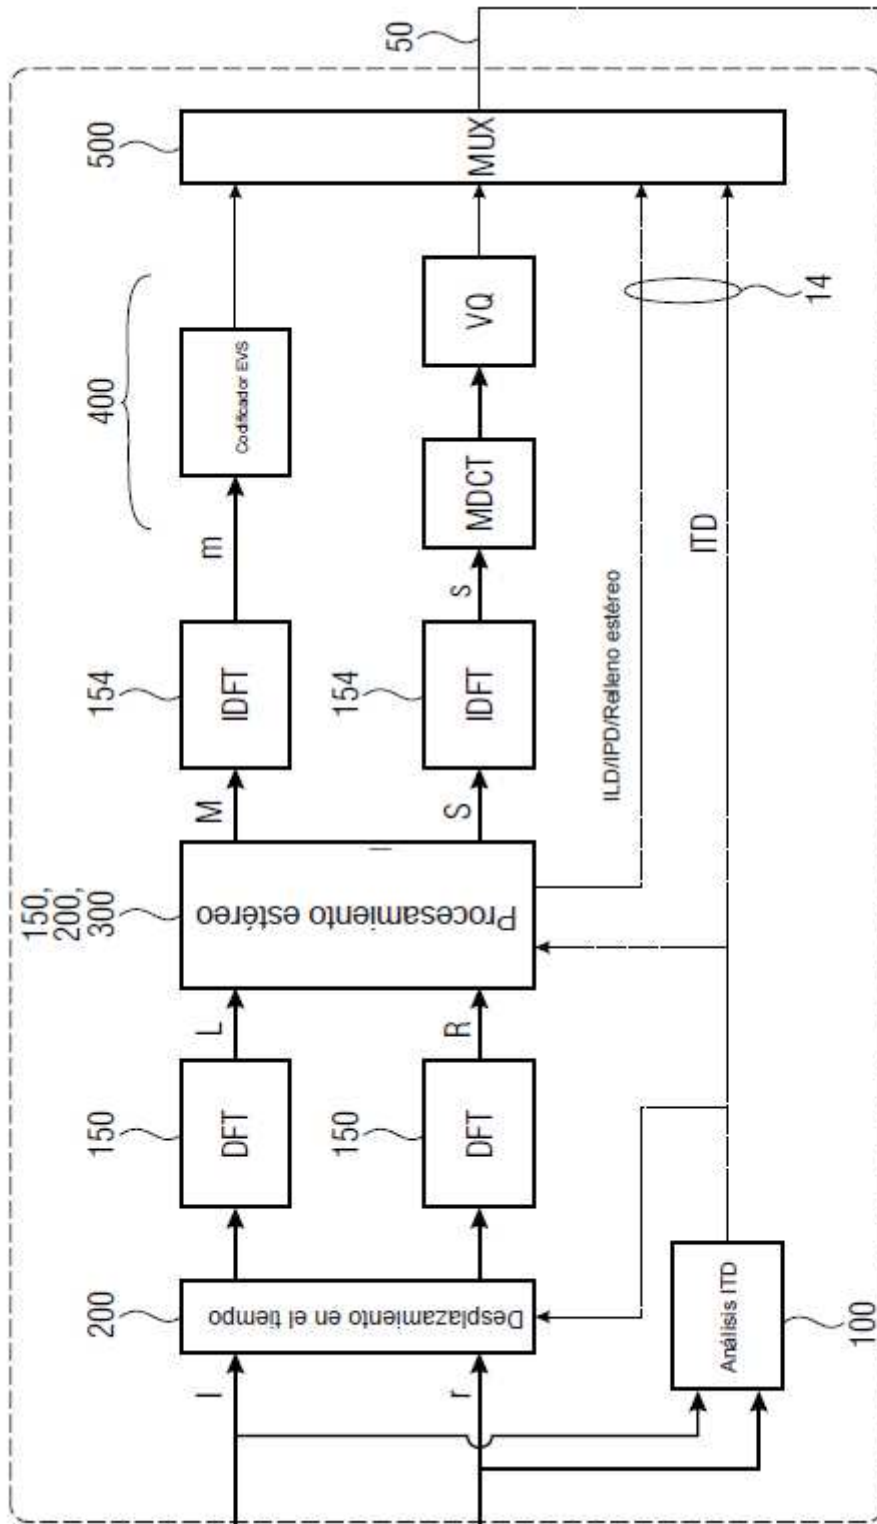 50
500
MUX
400
Codificador EVS
VQ
14
m
MDCT
s
ITD
154
IDFT
154
IDFT
ILD/IPD/Relleno estéreo
M
S
150,
200,
300
Procesamiento estéreo
L
R
150
DFT
150
DFT
200
Desplazamiento en el tiempo
l
r
Análisis ITD
100